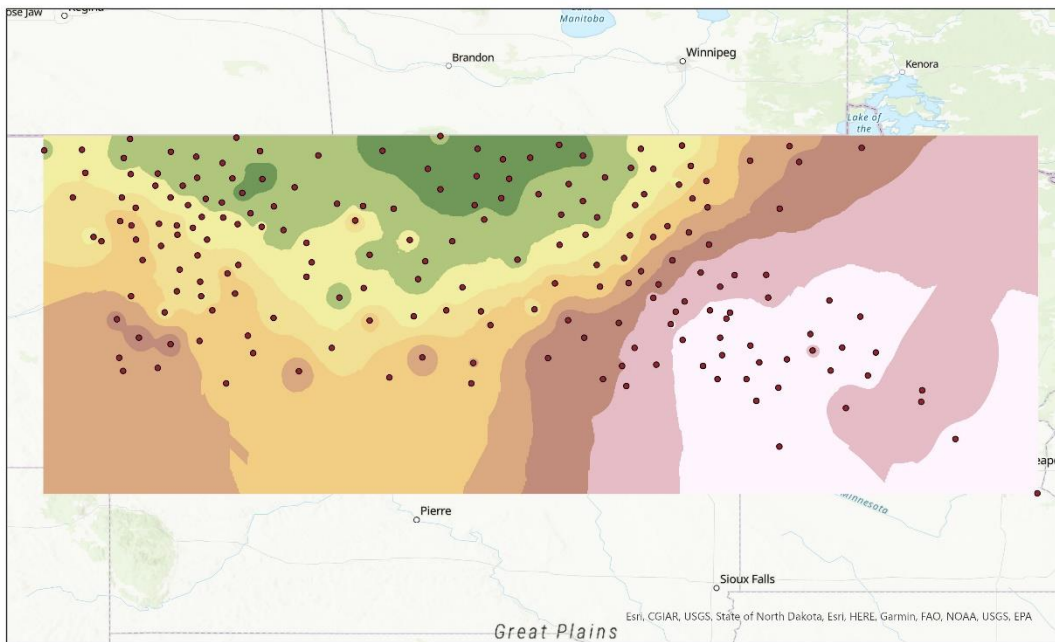 ose Jaw
Regina
Manitoba
Brandon
Winnipeg
Kenora
Lake of
the
eap
Minnesota
Pierre
Sioux Falls
Esri, CGIAR, USGS, State of North Dakota, Esri, HERE, Garmin, FAO, NOAA, USGS, EPA
Great Plains